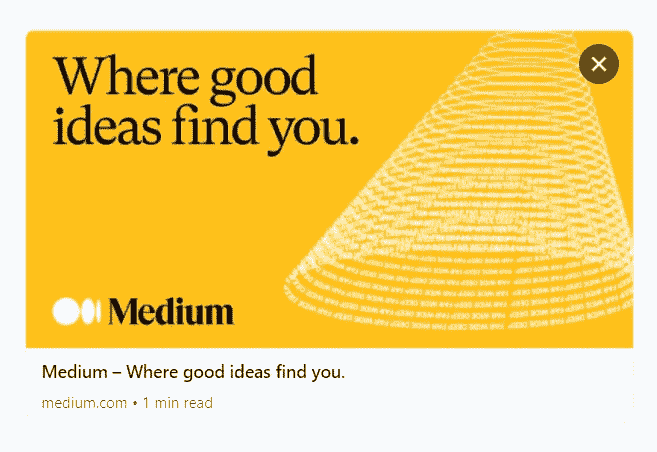 Where good
ideas find you.
Medium
Medium – Where good ideas find you.
medium.com • 1 min read